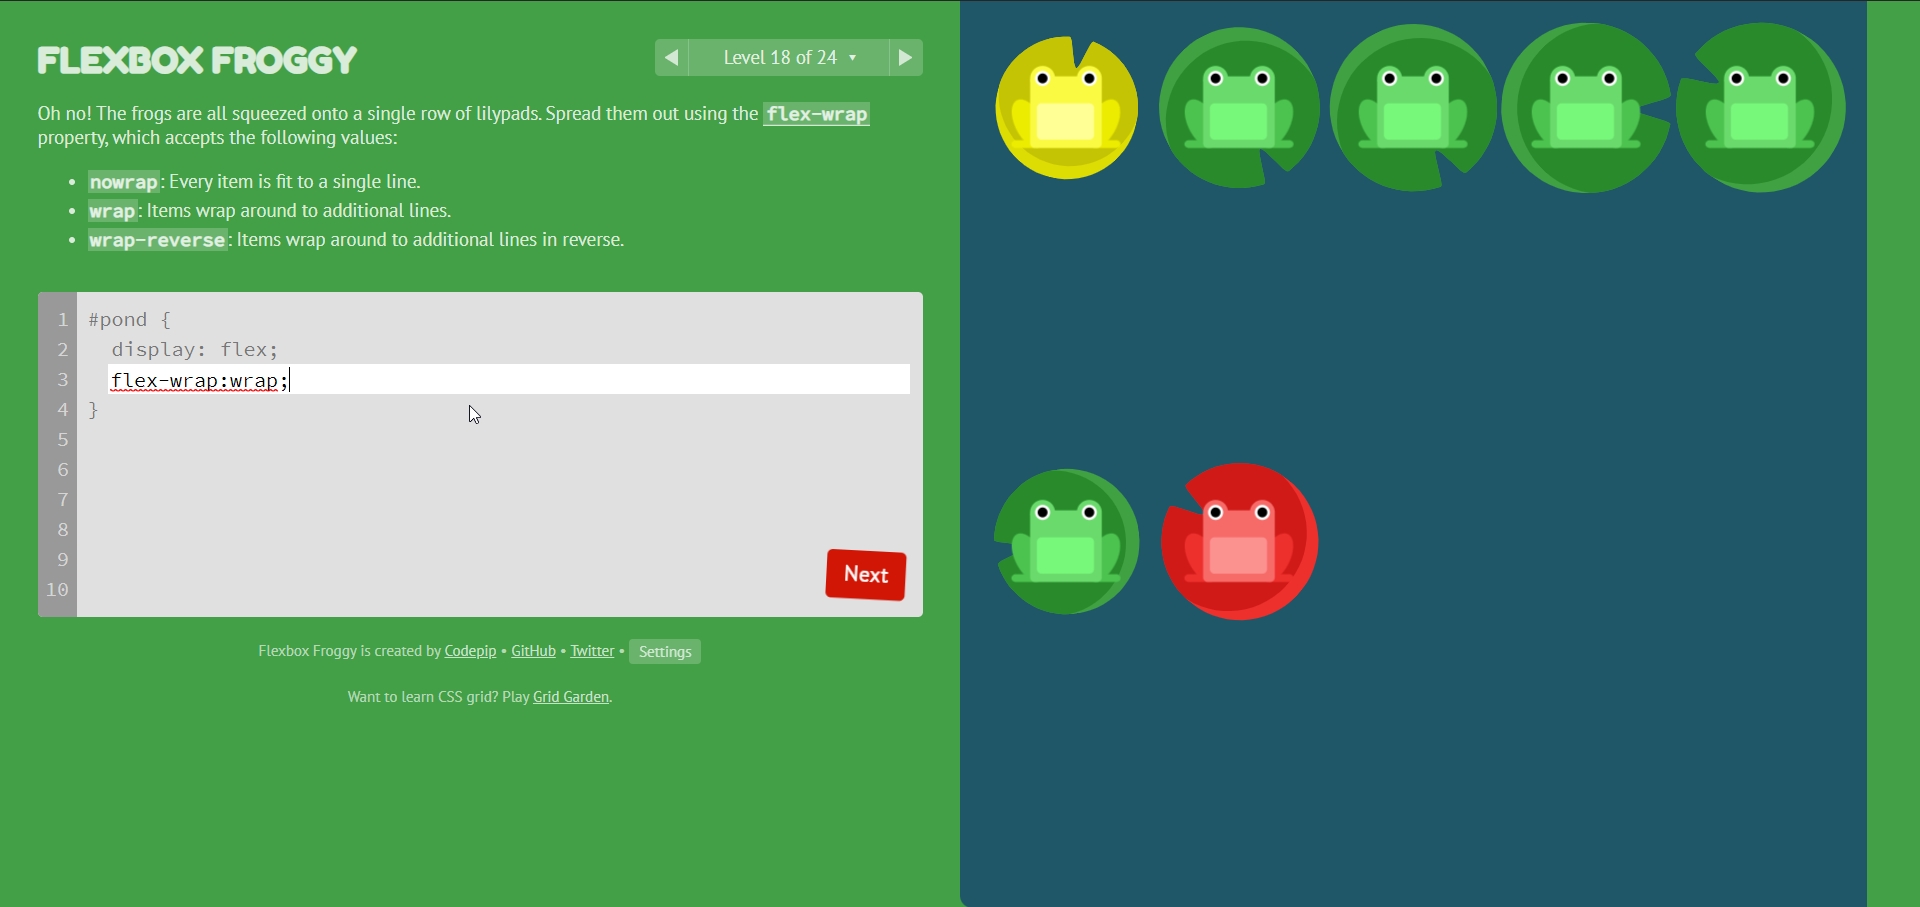 FLEXBOX FROGGY
◀ Level 18 of 24 ▾ ▶
Oh no! The frogs are all squeezed onto a single row of lilypads. Spread them out using the flex-wrap
property, which accepts the following values:
• nowrap: Every item is fit to a single line.
• wrap: Items wrap around to additional lines.
• wrap-reverse: Items wrap around to additional lines in reverse.
1 #pond {
2 display: flex;
3 flex-wrap:wrap;
4 }
5
6
7
8
9
10
Next
Flexbox Froggy is created by Codepip • GitHub • Twitter • Settings
Want to learn CSS grid? Play Grid Garden.